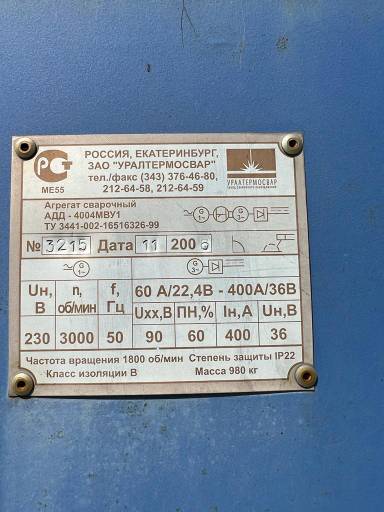 РОССИЯ, ЕКАТЕРИНБУРГ,
ЗАО "УРАЛТЕРМОСВАР"
тел./факс (343) 376-46-80,
212-64-58, 212-64-59
МЕ55
УРАЛТЕРМОСВАР
Агрегат сварочный
АДД - 4004МВУ1
ТУ 3441-002-16516326-99
№ 3215 Дата 11 2006
Uн, В n, об/мин f, Гц
230 3000 50
60 А/22,4В - 400А/36В
Uхх,В ПН,% Iн,А Uн,В
90 60 400 36
Частота вращения 1800 об/мин Степень защиты IP22
Класс изоляции В Масса 980 кг